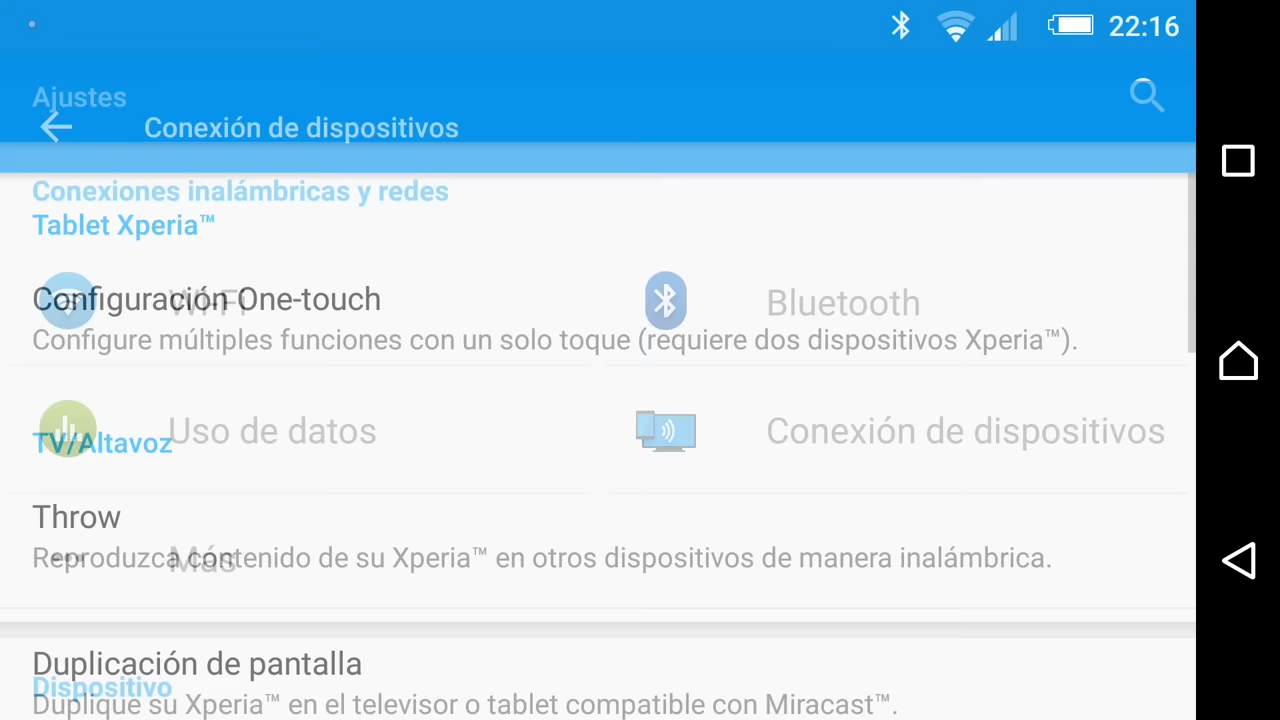 22:16
Ajustes
Conexión de dispositivos
Conexiones inalámbricas y redes
Tablet Xperia™
Configuración One-touch
Wi-Fi
Bluetooth
Configure múltiples funciones con un solo toque (requiere dos dispositivos Xperia™).
Uso de datos
Conexión de dispositivos
TV/Altavoz
Throw
Reproduzca contenido de su Xperia™ en otros dispositivos de manera inalámbrica.
Más
Duplicación de pantalla
Dispositivo
Duplique su Xperia™ en el televisor o tablet compatible con Miracast™.